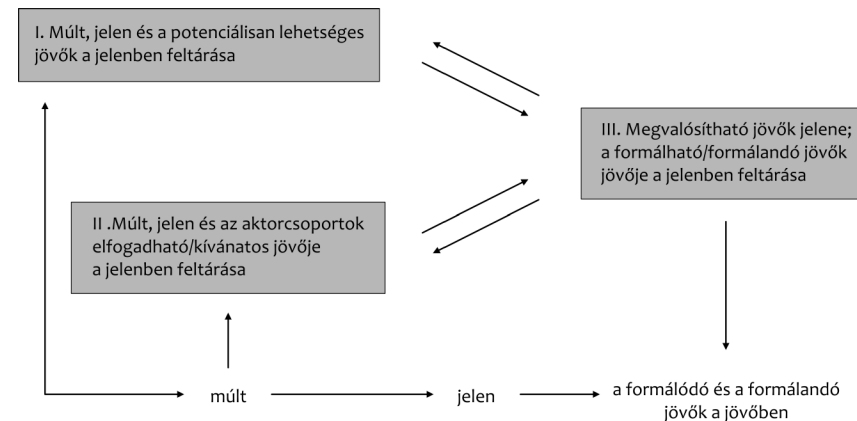 I. Múlt, jelen és a potenciálisan lehetséges
jövők a jelenben feltárása
III. Megvalósítható jövők jelene;
a formálható/formálandó jövők
jövője a jelenben feltárása
II .Múlt, jelen és az aktorcsoportok
elfogadható/kívánatos jövője
a jelenben feltárása
múlt
jelen
a formálódó és a formálandó
jövők a jövőben